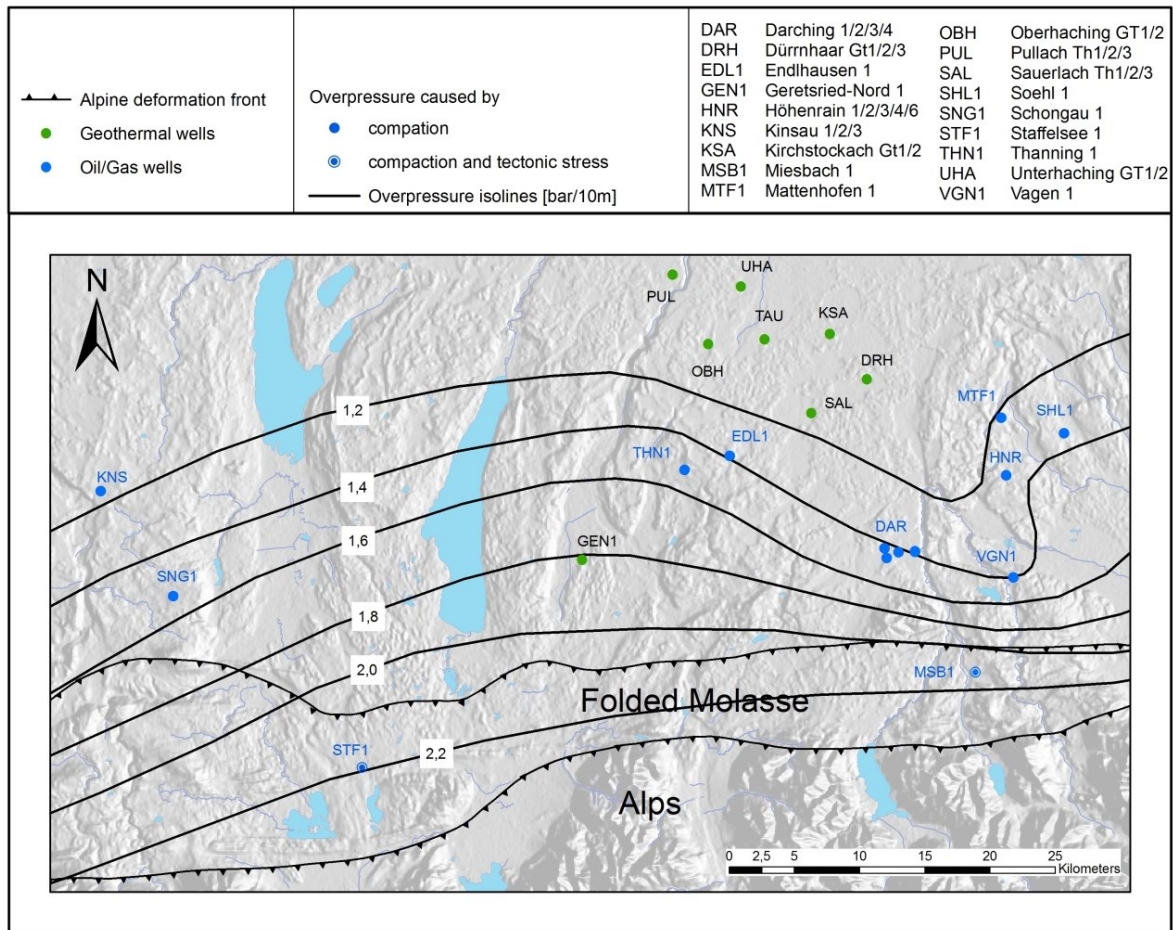 Alpine deformation front
Geothermal wells
Oil/Gas wells
Overpressure caused by
compation
compaction and tectonic stress
Overpressure isolines [bar/10m]
DAR Darching 1/2/3/4
DRH Dürrnhaar Gt1/2/3
EDL1 Endlhausen 1
GEN1 Geretsried-Nord 1
HNR Höhenrain 1/2/3/4/6
KNS Kinsau 1/2/3
KSA Kirchstockach Gt1/2
MSB1 Miesbach 1
MTF1 Mattenhofen 1
OBH Oberhaching GT1/2
PUL Pullach Th1/2/3
SAL Sauerlach Th1/2/3
SHL1 Soehl 1
SNG1 Schongau 1
STF1 Staffelsee 1
THN1 Thanning 1
UHA Unterhaching GT1/2
VGN1 Vagen 1
N
UHA
PUL
TAU
KSA
OBH
DRH
SAL
MTF1
SHL1
1,2
EDL1
THN1
HNR
KNS
1,4
1,6
DAR
GEN1
VGN1
SNG1
1,8
2,0
MSB1
Folded Molasse
STF1
2,2
Alps
0 2,5 5 10 15 20 25
Kilometers